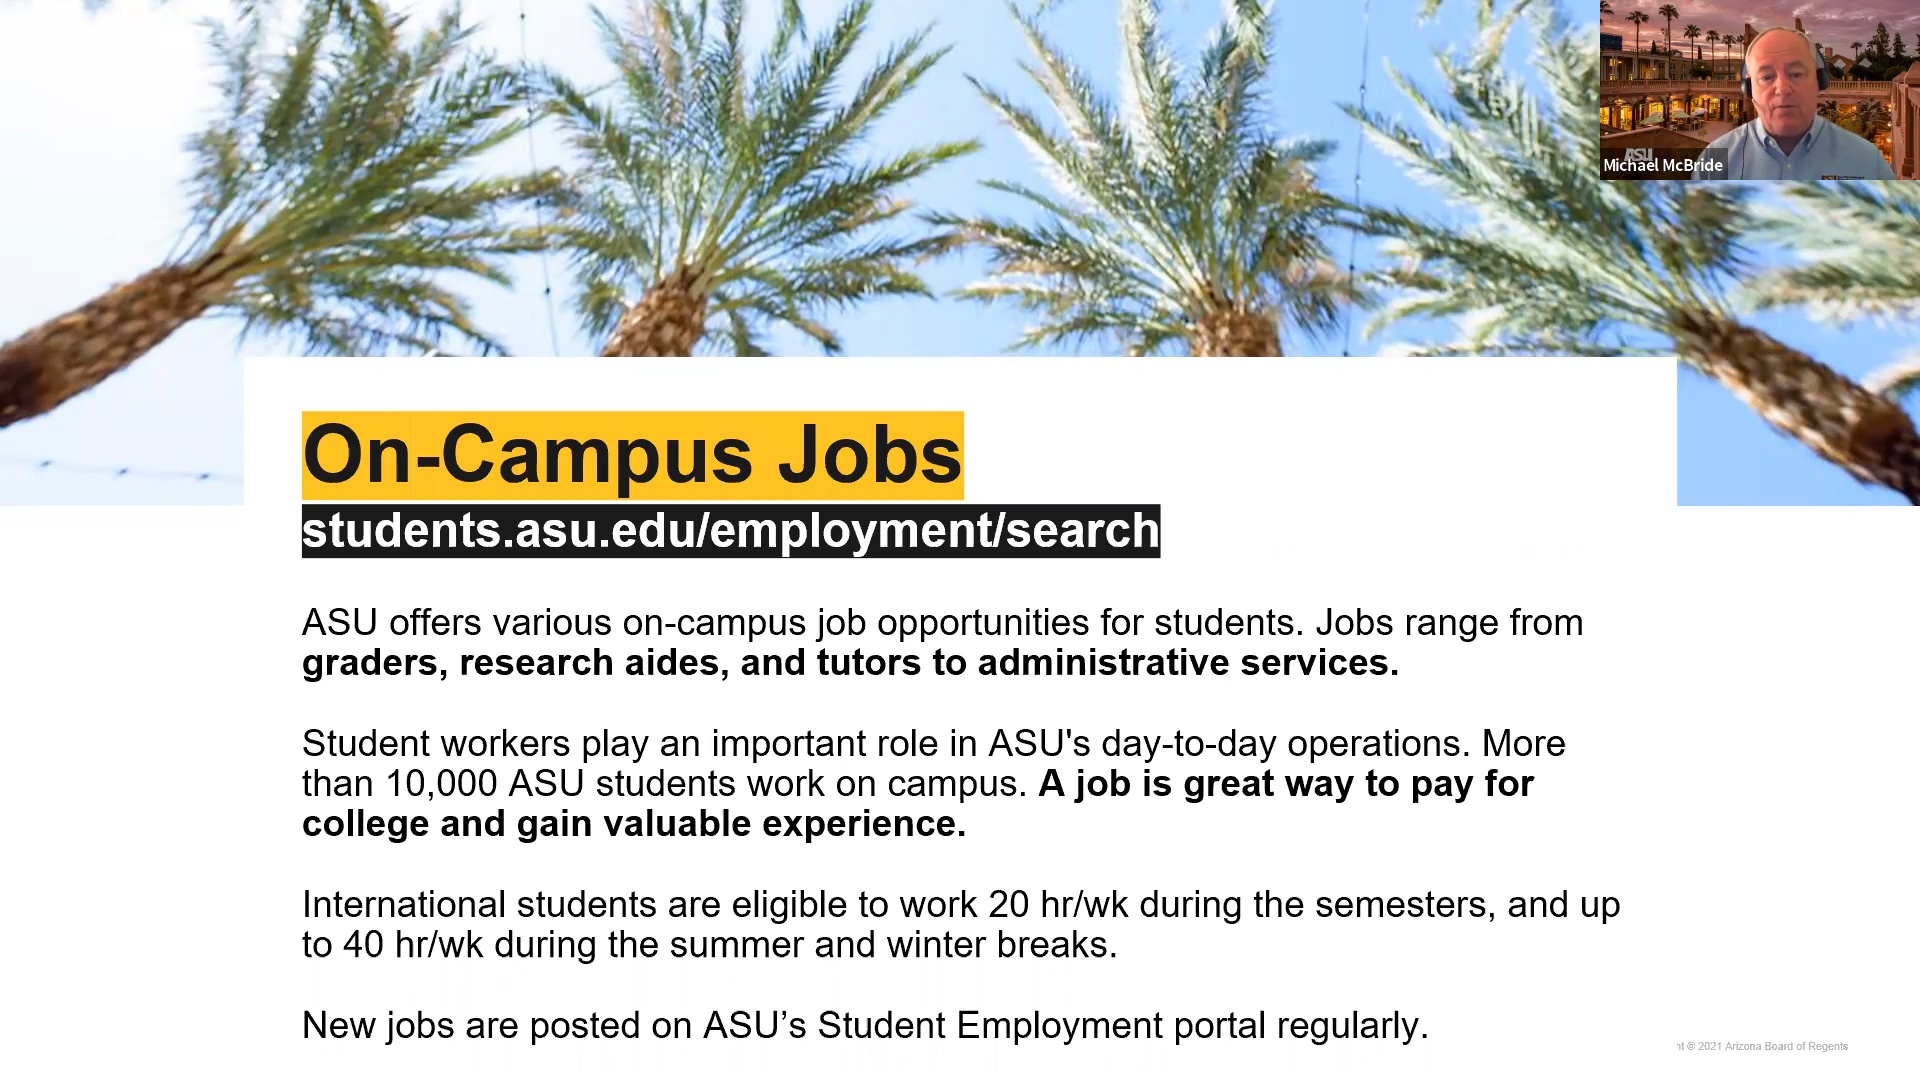 ASU
Michael McBride
On-Campus Jobs
students.asu.edu/employment/search
ASU offers various on-campus job opportunities for students. Jobs range from
graders, research aides, and tutors to administrative services.
Student workers play an important role in ASU's day-to-day operations. More
than 10,000 ASU students work on campus. A job is great way to pay for
college and gain valuable experience.
International students are eligible to work 20 hr/wk during the semesters, and up
to 40 hr/wk during the summer and winter breaks.
New jobs are posted on ASU’s Student Employment portal regularly.
© 2021 Arizona Board of Regents